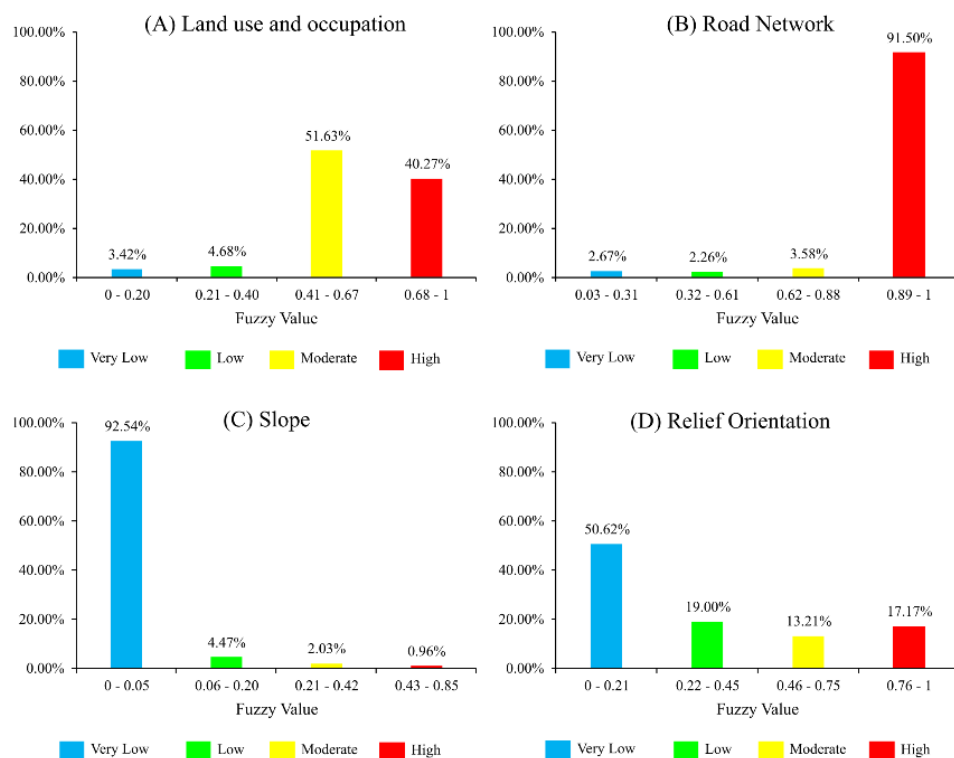 (A) Land use and occupation
100.00%
80.00%
60.00%
40.00%
20.00%
0.00%
3.42%
4.68%
51.63%
40.27%
0 - 0.20
0.21 - 0.40
0.41 - 0.67
0.68 - 1
Fuzzy Value
Very Low
Low
Moderate
High
(B) Road Network
100.00%
80.00%
60.00%
40.00%
20.00%
0.00%
2.67%
2.26%
3.58%
91.50%
0.03 - 0.31
0.32 - 0.61
0.62 - 0.88
0.89 - 1
Fuzzy Value
Very Low
Low
Moderate
High
(C) Slope
100.00%
80.00%
60.00%
40.00%
20.00%
0.00%
92.54%
4.47%
2.03%
0.96%
0 - 0.05
0.06 - 0.20
0.21 - 0.42
0.43 - 0.85
Fuzzy Value
Very Low
Low
Moderate
High
(D) Relief Orientation
100.00%
80.00%
60.00%
40.00%
20.00%
0.00%
50.62%
19.00%
13.21%
17.17%
0 - 0.21
0.22 - 0.45
0.46 - 0.75
0.76 - 1
Fuzzy Value
Very Low
Low
Moderate
High